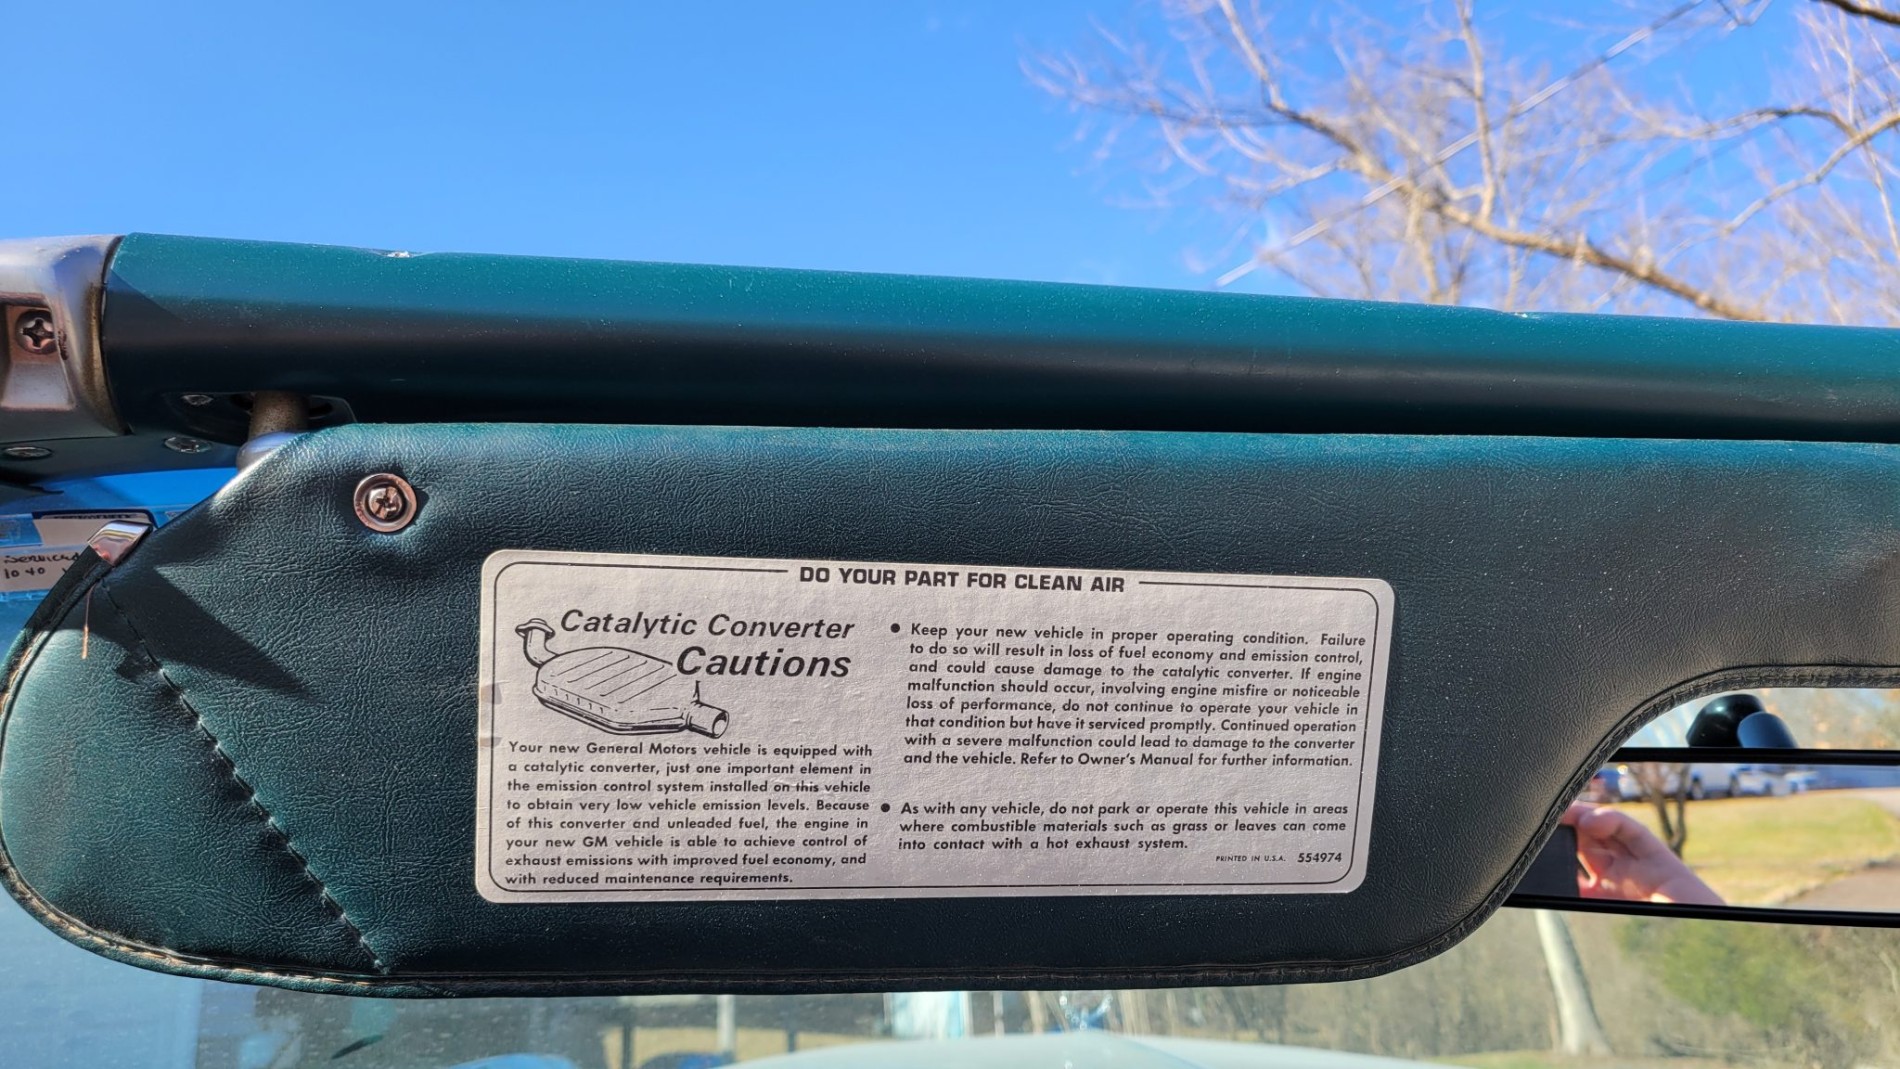 DO YOUR PART FOR CLEAN AIR
Catalytic Converter
Cautions
Your new General Motors vehicle is equipped with
a catalytic converter, just one important element in
the emission control system installed on this vehicle
to obtain very low vehicle emission levels. Because
of this converter and unleaded fuel, the engine in
your new GM vehicle is able to achieve control of
exhaust emissions with improved fuel economy, and
with reduced maintenance requirements.
● Keep your new vehicle in proper operating condition. Failure
to do so will result in loss of fuel economy and emission control,
and could cause damage to the catalytic converter. If engine
malfunction should occur, involving engine misfire or noticeable
loss of performance, do not continue to operate your vehicle in
that condition but have it serviced promptly. Continued operation
with a severe malfunction could lead to damage to the converter
and the vehicle. Refer to Owner's Manual for further information.
● As with any vehicle, do not park or operate this vehicle in areas
where combustible materials such as grass or leaves can come
into contact with a hot exhaust system.
PRINTED IN U.S.A. 554974
10 40